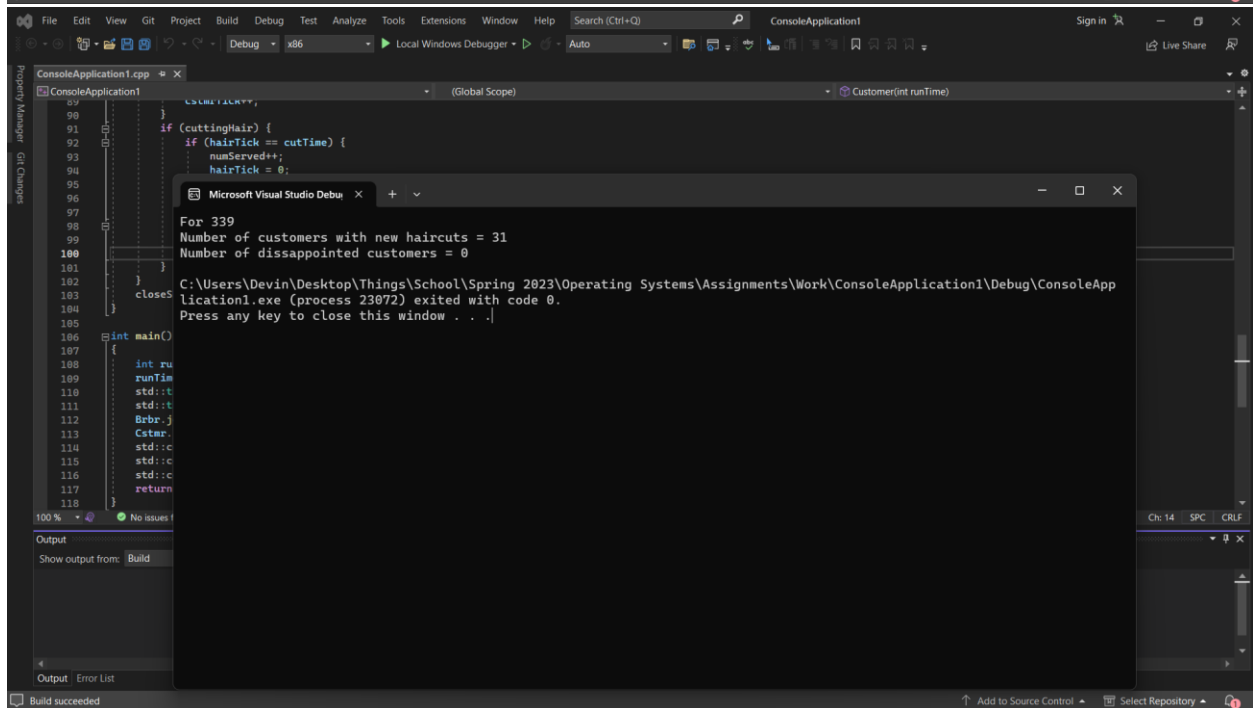 File Edit View Git Project Build Debug Test Analyze Tools Extensions Window Help Search (Ctrl+Q) ConsoleApplication1 Sign in
Debug x86 Local Windows Debugger Auto Live Share
Property Manager
Git Changes
ConsoleApplication1.cpp
ConsoleApplication1 (Global Scope) Customer(int runTime)
89 cstmrTick++;
90 }
91 if (cuttingHair) {
92 if (hairTick == cutTime) {
93 numServed++;
94 hairTick = 0;
95
96
97
98
99
100
101 }
102 }
103 closeS
104 }
105
106 int main()
107 {
108 int ru
109 runTim
110 std::t
111 std::t
112 Brbr.j
113 Cstmr.
114 std::c
115 std::c
116 std::c
117 return
118 }
Microsoft Visual Studio Debu
For 339
Number of customers with new haircuts = 31
Number of dissappointed customers = 0
C:\Users\Devin\Desktop\Things\School\Spring 2023\Operating Systems\Assignments\Work\ConsoleApplication1\Debug\ConsoleApp
lication1.exe (process 23072) exited with code 0.
Press any key to close this window . . .
100 % No issues f Ch: 14 SPC CRLF
Output
Show output from: Build
Output Error List
Build succeeded Add to Source Control Select Repository 1